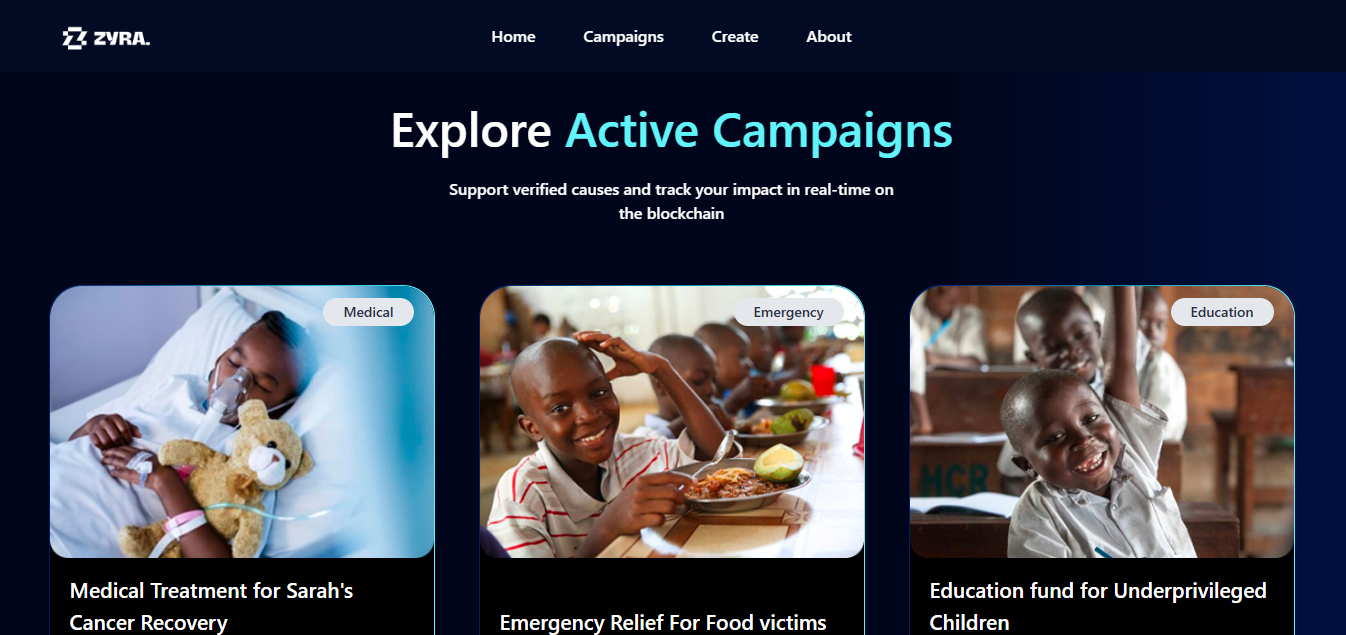 ZYRA.
Home
Campaigns
Create
About
Explore Active Campaigns
Support verified causes and track your impact in real-time on
the blockchain
Medical
Emergency
Education
HCR
Medical Treatment for Sarah's
Cancer Recovery
Emergency Relief For Food victims
Education fund for Underprivileged
Children